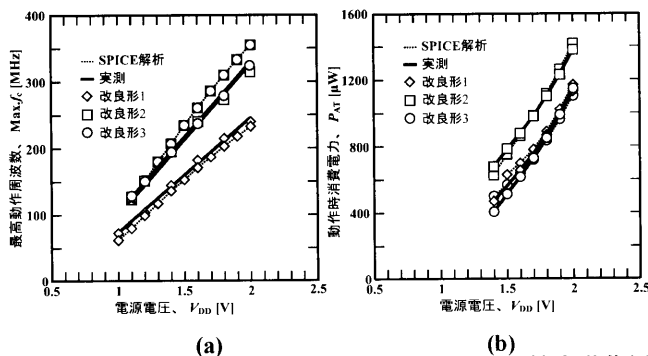 最高動作周波数、 Max.fc [MHz]
400
300
200
100
0
SPICE解析
実測
改良形1
改良形2
改良形3
0.5
1
1.5
2
2.5
電源電圧、 VDD [V]
(a)
動作時消費電力、 PAT [μW]
1600
1200
800
400
0
SPICE解析
実測
改良形1
改良形2
改良形3
0.5
1
1.5
2
2.5
電源電圧、 VDD [V]
(b)